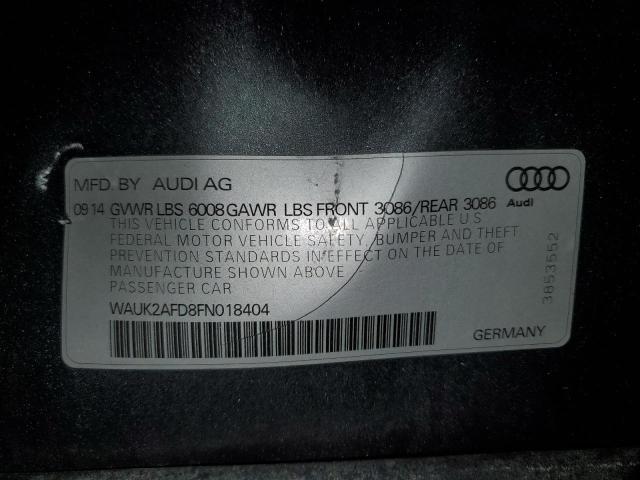 MFD. BY AUDI AG
09 14 GVWR LBS 6008 GAWR LBS FRONT 3086/REAR 3086
THIS VEHICLE CONFORMS TO ALL APPLICABLE U.S
FEDERAL MOTOR VEHICLE SAFETY, BUMPER AND THEFT
PREVENTION STANDARDS IN EFFECT ON THE DATE OF
MANUFACTURE SHOWN ABOVE.
PASSENGER CAR
WAUK2AFD8FN018404
Audi
3853552
GERMANY